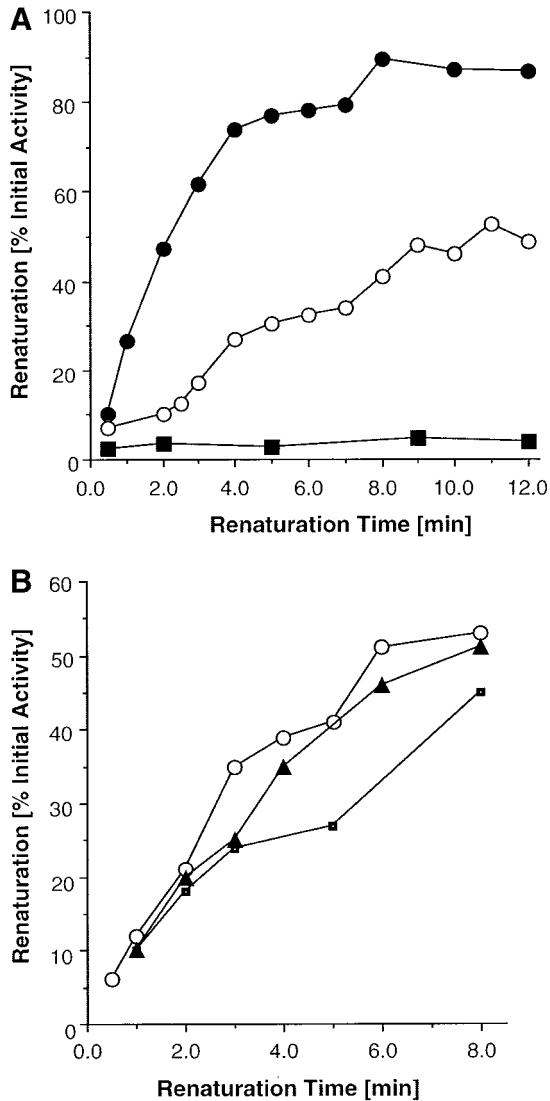 A
Renaturation [% Initial Activity]
100
80
60
40
20
0
0.0 2.0 4.0 6.0 8.0 10.0 12.0
Renaturation Time [min]
B
Renaturation [% Initial Activity]
60
50
40
30
20
10
0
0.0 2.0 4.0 6.0 8.0
Renaturation Time [min]